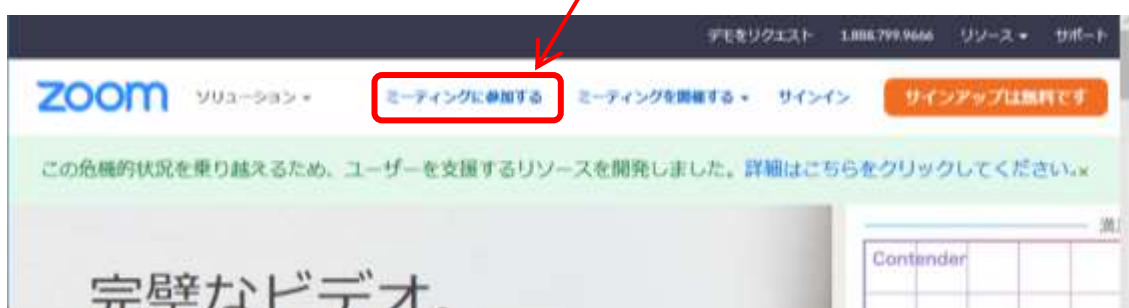 デモをリクエスト 1.888.799.9666 リソース サポート
zoom ソリューション ミーティングに参加する ミーティングを開催する サインイン サインアップは無料です
この危機的状況を乗り越えるため、ユーザーを支援するリソースを開発しました。詳細はこちらをクリックしてください。×
満
Contender
完璧なビデオ。